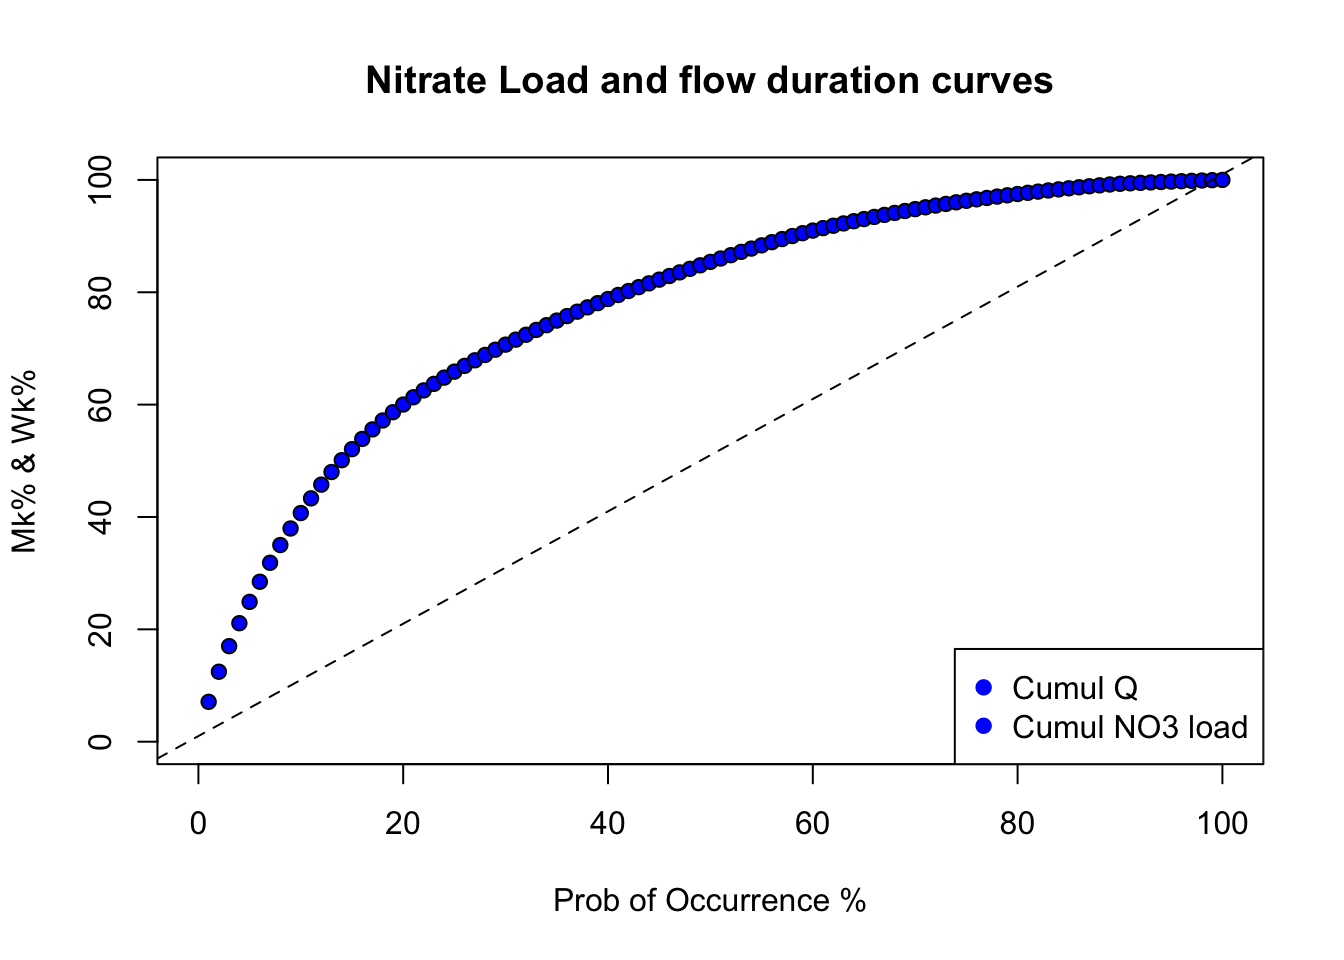 Nitrate Load and flow duration curves
Mk% & Wk%
100
80
60
40
20
0
Cumul Q
Cumul NO3 load
0 20 40 60 80 100
Prob of Occurrence %